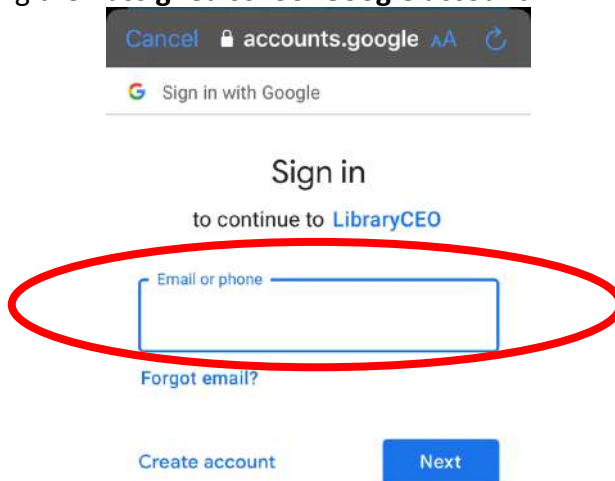 Cancel accounts.google AA
G Sign in with Google
Sign in
to continue to LibraryCEO
Email or phone
Forgot email?
Create account Next